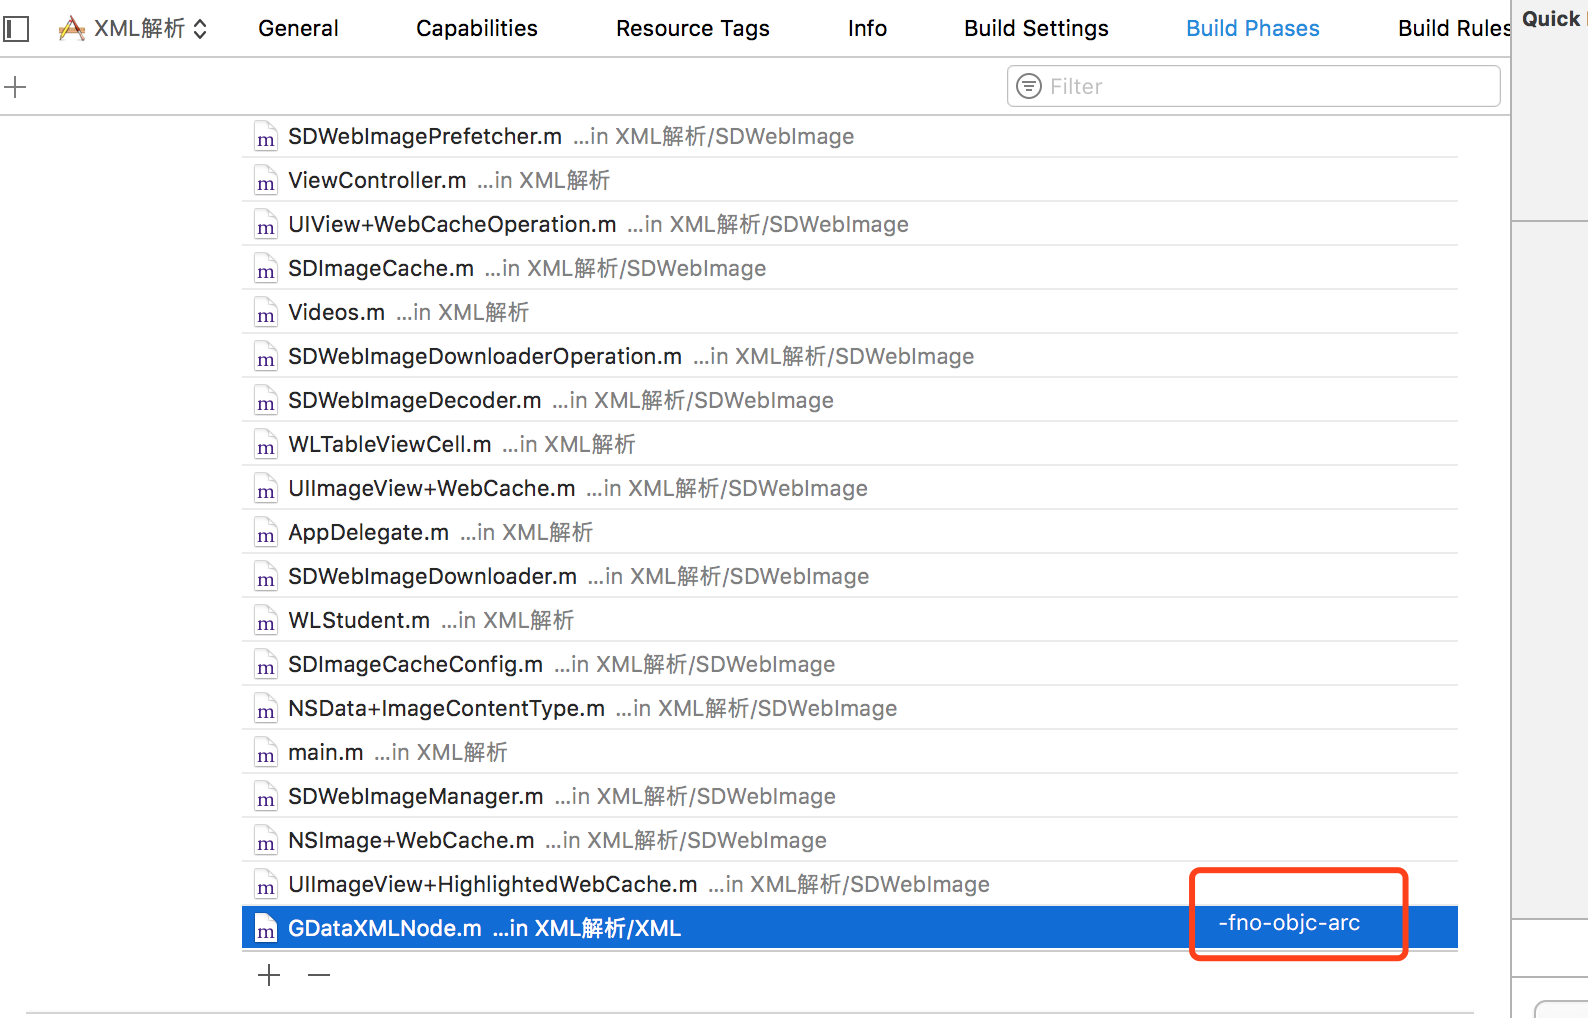 XML解析 General Capabilities Resource Tags Info Build Settings Build Phases Build Rules Quick
Filter
m SDWebImagePrefetcher.m ...in XML解析/SDWebImage
m ViewController.m ...in XML解析
m UIView+WebCacheOperation.m ...in XML解析/SDWebImage
m SDImageCache.m ...in XML解析/SDWebImage
m Videos.m ...in XML解析
m SDWebImageDownloaderOperation.m ...in XML解析/SDWebImage
m SDWebImageDecoder.m ...in XML解析/SDWebImage
m WLTableViewCell.m ...in XML解析
m UIImageView+WebCache.m ...in XML解析/SDWebImage
m AppDelegate.m ...in XML解析
m SDWebImageDownloader.m ...in XML解析/SDWebImage
m WLStudent.m ...in XML解析
m SDImageCacheConfig.m ...in XML解析/SDWebImage
m NSData+ImageContentType.m ...in XML解析/SDWebImage
m main.m ...in XML解析
m SDWebImageManager.m ...in XML解析/SDWebImage
m NSImage+WebCache.m ...in XML解析/SDWebImage
m UIImageView+HighlightedWebCache.m ...in XML解析/SDWebImage
m GDataXMLNode.m ...in XML解析/XML -fno-objc-arc